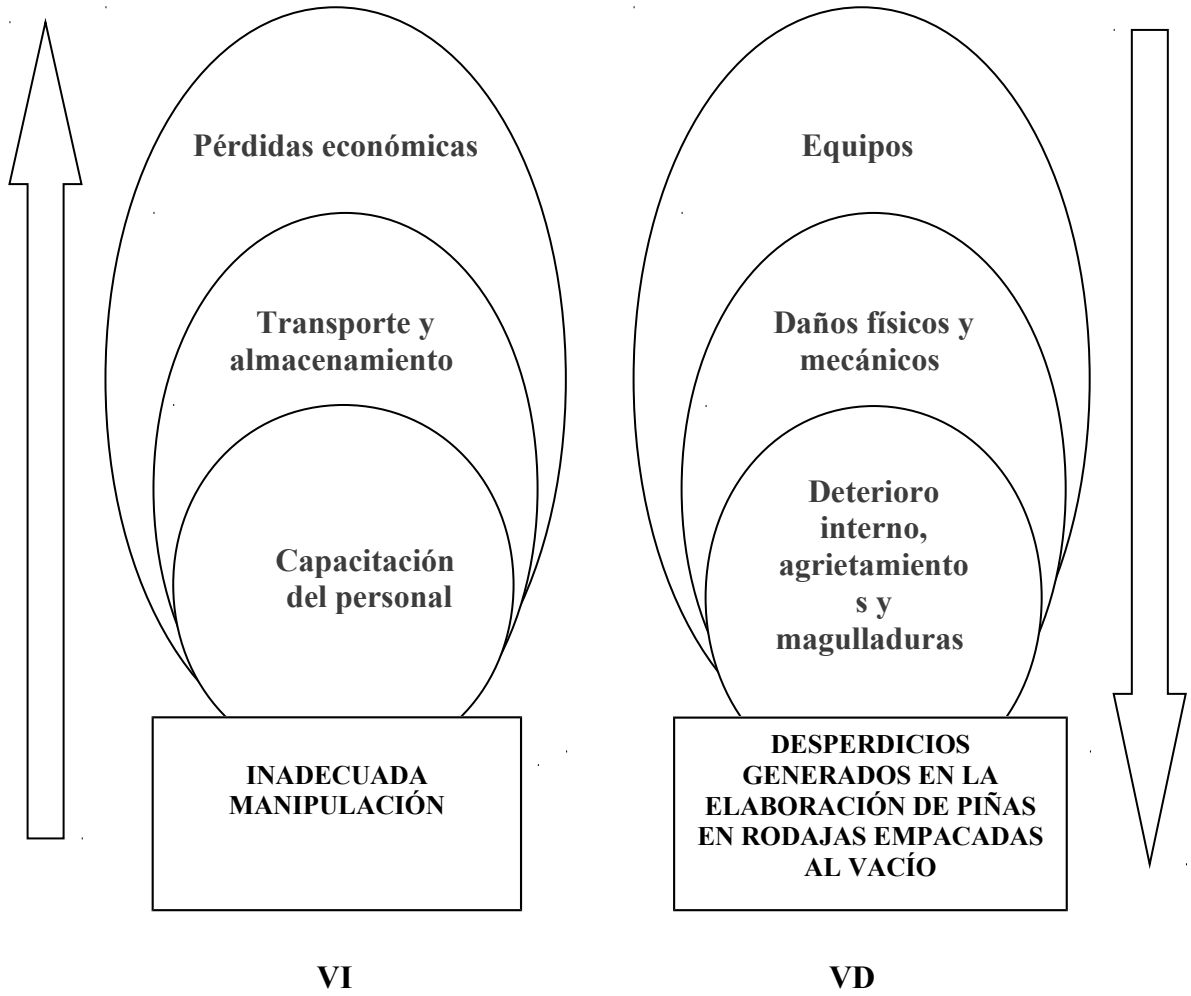 Pérdidas económicas
Transporte y
almacenamiento
Capacitación
del personal
INADECUADA
MANIPULACIÓN
VI
Equipos
Daños físicos y
mecánicos
Deterioro
interno,
agrietamiento
s y
magulladuras
DESPERDICIOS
GENERADOS EN LA
ELABORACIÓN DE PIÑAS
EN RODAJAS EMPACADAS
AL VACÍO
VD